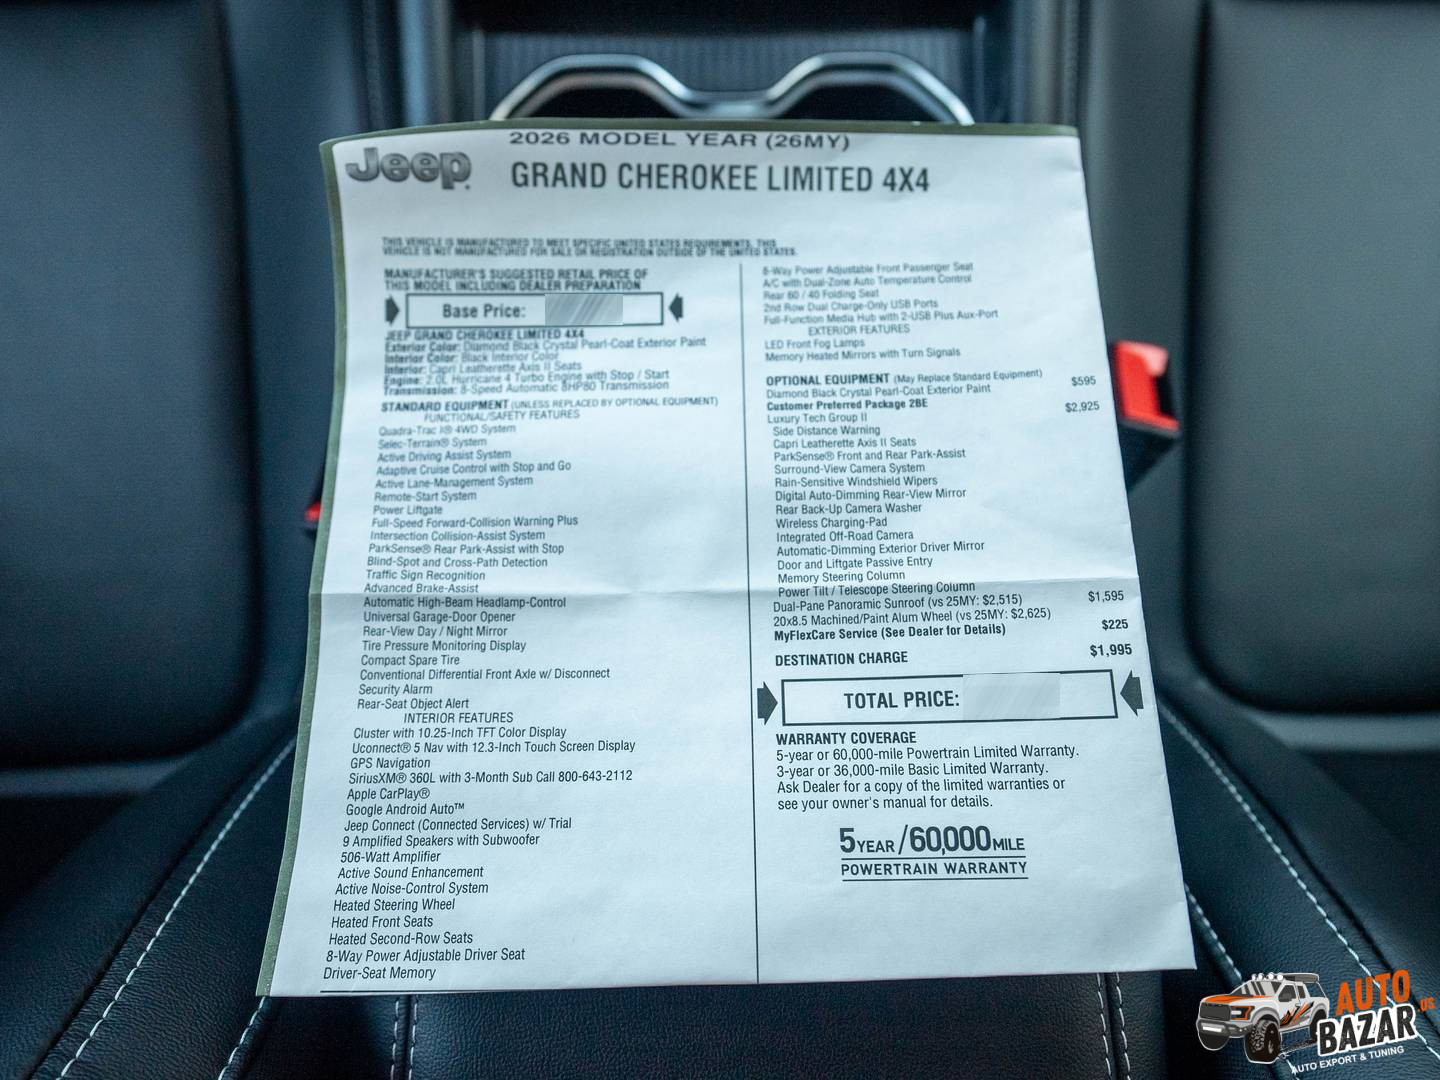 2026 MODEL YEAR (26MY)
Jeep
GRAND CHEROKEE LIMITED 4X4
THIS VEHICLE IS MANUFACTURED TO MEET SPECIFIC UNITED STATES REQUIREMENTS. THIS
VEHICLE IS NOT MANUFACTURED FOR SALE OR REGISTRATION OUTSIDE OF THE UNITED STATES.
MANUFACTURER'S SUGGESTED RETAIL PRICE OF
THIS MODEL INCLUDING DEALER PREPARATION
Base Price:
JEEP GRAND CHEROKEE LIMITED 4X4
Exterior Color: Diamond Black Crystal Pearl-Coat Exterior Paint
Interior Color: Black Interior Color
Interior: Capri Leatherette Axis II Seats
Engine: 2.0L Hurricane 4 Turbo Engine with Stop / Start
Transmission: 8-Speed Automatic 8HP80 Transmission
STANDARD EQUIPMENT (UNLESS REPLACED BY OPTIONAL EQUIPMENT)
FUNCTIONAL/SAFETY FEATURES
Quadra-Trac I® 4WD System
Selec-Terrain® System
Active Driving Assist System
Adaptive Cruise Control with Stop and Go
Active Lane-Management System
Remote-Start System
Power Liftgate
Full-Speed Forward-Collision Warning Plus
Intersection Collision-Assist System
ParkSense® Rear Park-Assist with Stop
Blind-Spot and Cross-Path Detection
Traffic Sign Recognition
Advanced Brake-Assist
Automatic High-Beam Headlamp-Control
Universal Garage-Door Opener
Rear-View Day / Night Mirror
Tire Pressure Monitoring Display
Compact Spare Tire
Conventional Differential Front Axle w/ Disconnect
Security Alarm
Rear-Seat Object Alert
INTERIOR FEATURES
Cluster with 10.25-Inch TFT Color Display
Uconnect® 5 Nav with 12.3-Inch Touch Screen Display
GPS Navigation
SiriusXM® 360L with 3-Month Sub Call 800-643-2112
Apple CarPlay®
Google Android Auto™
Jeep Connect (Connected Services) w/ Trial
9 Amplified Speakers with Subwoofer
506-Watt Amplifier
Active Sound Enhancement
Active Noise-Control System
Heated Steering Wheel
Heated Front Seats
Heated Second-Row Seats
8-Way Power Adjustable Driver Seat
Driver-Seat Memory
8-Way Power Adjustable Front Passenger Seat
A/C with Dual-Zone Auto Temperature Control
Rear 60 / 40 Folding Seat
2nd Row Dual Charge-Only USB Ports
Full-Function Media Hub with 2-USB Plus Aux-Port
EXTERIOR FEATURES
LED Front Fog Lamps
Memory Heated Mirrors with Turn Signals
OPTIONAL EQUIPMENT (May Replace Standard Equipment)
Diamond Black Crystal Pearl-Coat Exterior Paint $595
Customer Preferred Package 2BE
Luxury Tech Group II $2,925
Side Distance Warning
Capri Leatherette Axis II Seats
ParkSense® Front and Rear Park-Assist
Surround-View Camera System
Rain-Sensitive Windshield Wipers
Digital Auto-Dimming Rear-View Mirror
Rear Back-Up Camera Washer
Wireless Charging-Pad
Integrated Off-Road Camera
Automatic-Dimming Exterior Driver Mirror
Door and Liftgate Passive Entry
Memory Steering Column
Power Tilt / Telescope Steering Column
Dual-Pane Panoramic Sunroof (vs 25MY: $2,515) $1,595
20x8.5 Machined/Paint Alum Wheel (vs 25MY: $2,625)
MyFlexCare Service (See Dealer for Details) $225
DESTINATION CHARGE $1,995
TOTAL PRICE:
WARRANTY COVERAGE
5-year or 60,000-mile Powertrain Limited Warranty.
3-year or 36,000-mile Basic Limited Warranty.
Ask Dealer for a copy of the limited warranties or
see your owner's manual for details.
5 YEAR / 60,000 MILE
POWERTRAIN WARRANTY
AUTO
BAZAR.US
AUTO EXPORT & TUNING